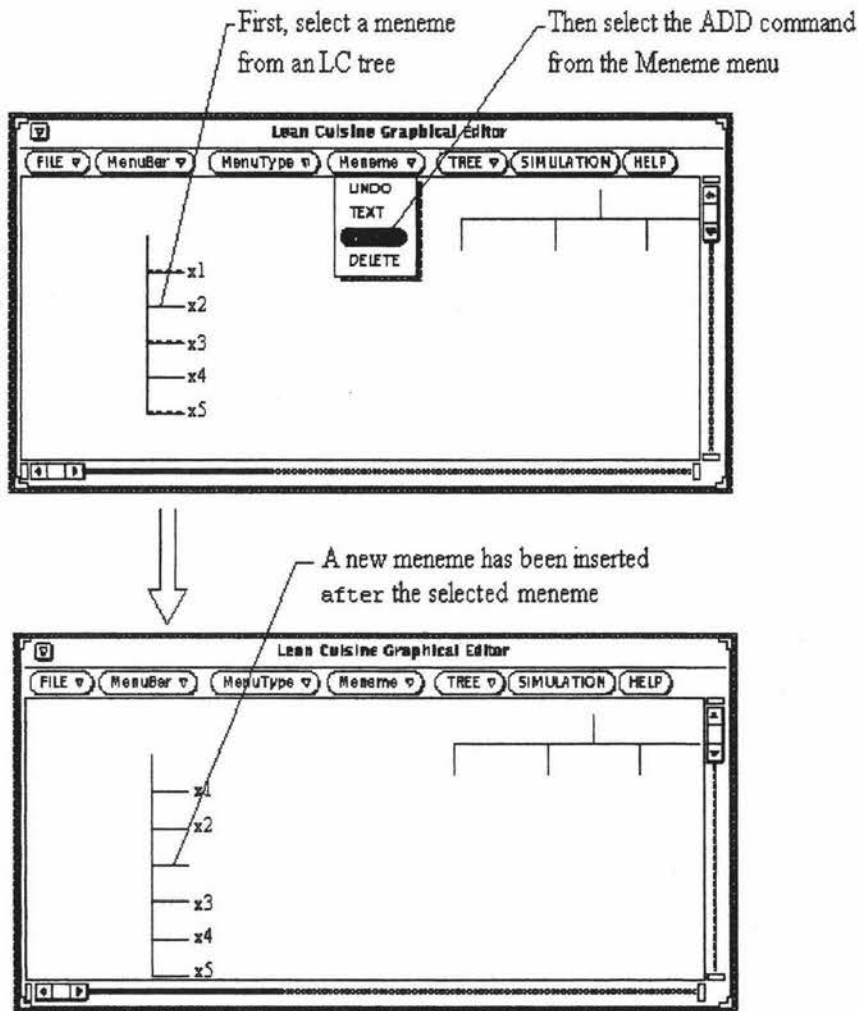 First, select a meneme
from an LC tree
Then select the ADD command
from the Meneme menu
Lean Cuisine Graphical Editor
FILE MenuBar MenuType Meneme TREE SIMULATION HELP
UNDO
TEXT
DELETE
x1
x2
x3
x4
x5
A new meneme has been inserted
after the selected meneme
Lean Cuisine Graphical Editor
FILE MenuBar MenuType Meneme TREE SIMULATION HELP
x1
x2
x3
x4
x5